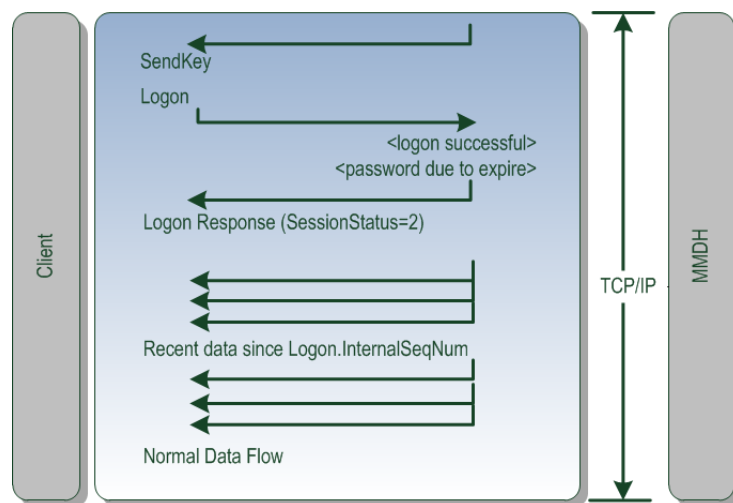 SendKey
Logon
<logon successful>
<password due to expire>
Logon Response (SessionStatus=2)
Client
TCP/IP
MMDH
Recent data since Logon.InternalSeqNum
Normal Data Flow